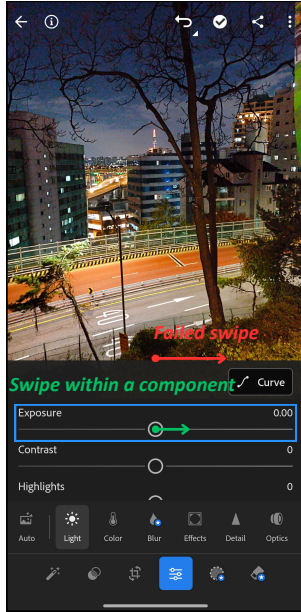 Failed swipe
Swipe within a component
Curve
Exposure 0.00
Contrast 0
Highlights 0
Auto Light Color Blur Effects Detail Optics